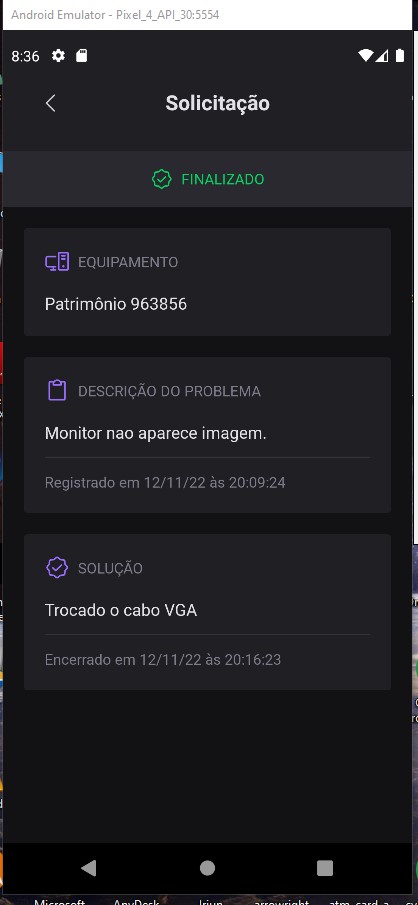 Android Emulator - Pixel_4_API_30:5554
8:36
Solicitação
FINALIZADO
EQUIPAMENTO
Patrimônio 963856
DESCRIÇÃO DO PROBLEMA
Monitor nao aparece imagem.
Registrado em 12/11/22 às 20:09:24
SOLUÇÃO
Trocado o cabo VGA
Encerrado em 12/11/22 às 20:16:23
Microsoft AnyDesk Iriun arrowright atm_card_a